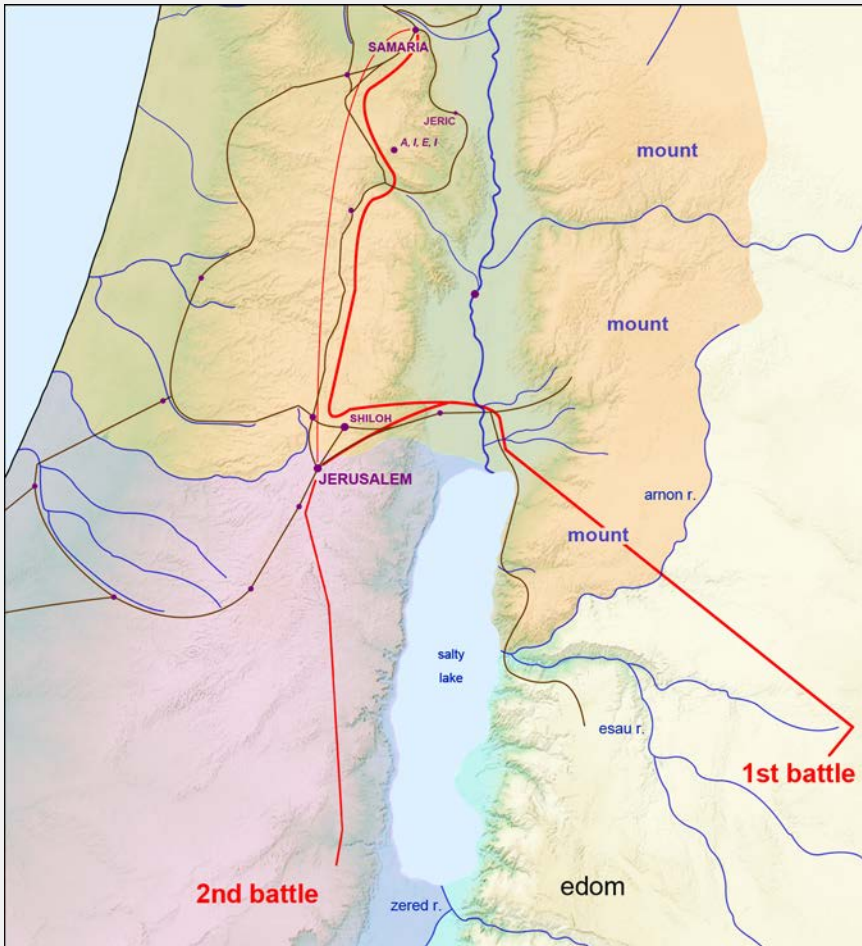 SAMARIA
JERIC
A, I, E, I
mount
mount
SHILOH
JERUSALEM
arnon r.
mount
salty
lake
esau r.
1st battle
2nd battle
edom
zered r.